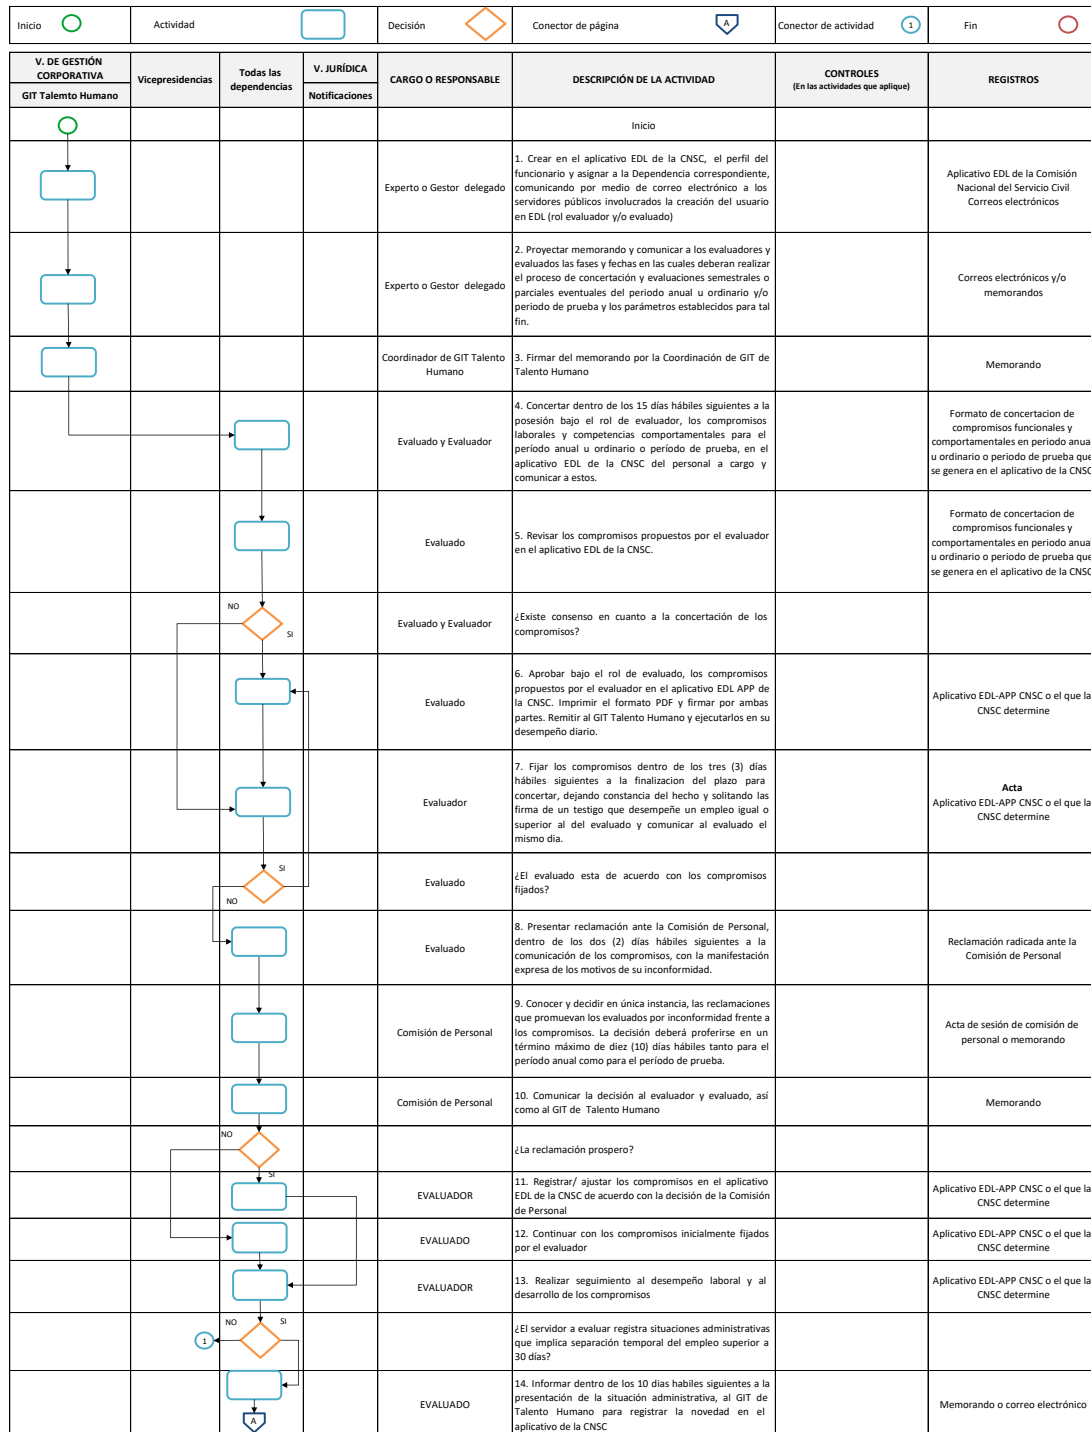 Inicio
Actividad
Decisión
Conector de página
A
Conector de actividad
1
Fin
V. DE GESTIÓN
CORPORATIVA
GIT Talemto Humano
Vicepresidencias
Todas las
dependencias
V. JURÍDICA
Notificaciones
CARGO O RESPONSABLE
DESCRIPCIÓN DE LA ACTIVIDAD
CONTROLES
(En las actividades que aplique)
REGISTROS
Inicio
Experto o Gestor delegado
1. Crear en el aplicativo EDL de la CNSC, el perfil del
funcionario y asignar a la Dependencia correspondiente,
comunicando por medio de correo electrónico a los
servidores públicos involucrados la creación del usuario
en EDL (rol evaluador y/o evaluado)
Aplicativo EDL de la Comisión
Nacional del Servicio Civil
Correos electrónicos
Experto o Gestor delegado
2. Proyectar memorando y comunicar a los evaluadores y
evaluados las fases y fechas en las cuales deberan realizar
el proceso de concertación y evaluaciones semestrales o
parciales eventuales del periodo anual u ordinario y/o
periodo de prueba y los parámetros establecidos para tal
fin.
Correos electrónicos y/o
memorandos
Coordinador de GIT Talento
Humano
3. Firmar del memorando por la Coordinación de GIT de
Talento Humano
Memorando
Evaluado y Evaluador
4. Concertar dentro de los 15 días hábiles siguientes a la
posesión bajo el rol de evaluador, los compromisos
laborales y competencias comportamentales para el
período anual u ordinario o período de prueba, en el
aplicativo EDL de la CNSC del personal a cargo y
comunicar a estos.
Formato de concertacion de
compromisos funcionales y
comportamentales en periodo anua
u ordinario o periodo de prueba que
se genera en el aplicativo de la CNSC
Evaluado
5. Revisar los compromisos propuestos por el evaluador
en el aplicativo EDL de la CNSC.
Formato de concertacion de
compromisos funcionales y
comportamentales en periodo anua
u ordinario o periodo de prueba que
se genera en el aplicativo de la CNSC
NO
SI
Evaluado y Evaluador
¿Existe consenso en cuanto a la concertación de los
compromisos?
Evaluado
6. Aprobar bajo el rol de evaluado, los compromisos
propuestos por el evaluador en el aplicativo EDL APP de
la CNSC. Imprimir el formato PDF y firmar por ambas
partes. Remitir al GIT Talento Humano y ejecutarlos en su
desempeño diario.
Aplicativo EDL-APP CNSC o el que la
CNSC determine
Evaluador
7. Fijar los compromisos dentro de los tres (3) días
hábiles siguientes a la finalizacion del plazo para
concertar, dejando constancia del hecho y solitando las
firma de un testigo que desempeñe un empleo igual o
superior al del evaluado y comunicar al evaluado el
mismo dia.
Acta
Aplicativo EDL-APP CNSC o el que la
CNSC determine
SI
NO
Evaluado
¿El evaluado esta de acuerdo con los compromisos
fijados?
Evaluado
8. Presentar reclamación ante la Comisión de Personal,
dentro de los dos (2) días hábiles siguientes a la
comunicación de los compromisos, con la manifestación
expresa de los motivos de su inconformidad.
Reclamación radicada ante la
Comisión de Personal
Comisión de Personal
9. Conocer y decidir en única instancia, las reclamaciones
que promuevan los evaluados por inconformidad frente a
los compromisos. La decisión deberá proferirse en un
término máximo de diez (10) días hábiles tanto para el
período anual como para el período de prueba.
Acta de sesión de comisión de
personal o memorando
Comisión de Personal
10. Comunicar la decisión al evaluador y evaluado, así
como al GIT de Talento Humano
Memorando
NO
SI
¿La reclamación prospero?
EVALUADOR
11. Registrar/ ajustar los compromisos en el aplicativo
EDL de la CNSC de acuerdo con la decisión de la Comisión
de Personal
Aplicativo EDL-APP CNSC o el que la
CNSC determine
EVALUADO
12. Continuar con los compromisos inicialmente fijados
por el evaluador
Aplicativo EDL-APP CNSC o el que la
CNSC determine
EVALUADOR
13. Realizar seguimiento al desempeño laboral y al
desarrollo de los compromisos
Aplicativo EDL-APP CNSC o el que la
CNSC determine
NO
SI
1
¿El servidor a evaluar registra situaciones administrativas
que implica separación temporal del empleo superior a
30 días?
A
EVALUADO
14. Informar dentro de los 10 dias habiles siguientes a la
presentación de la situación administrativa, al GIT de
Talento Humano para registrar la novedad en el
aplicativo de la CNSC
Memorando o correo electrónico